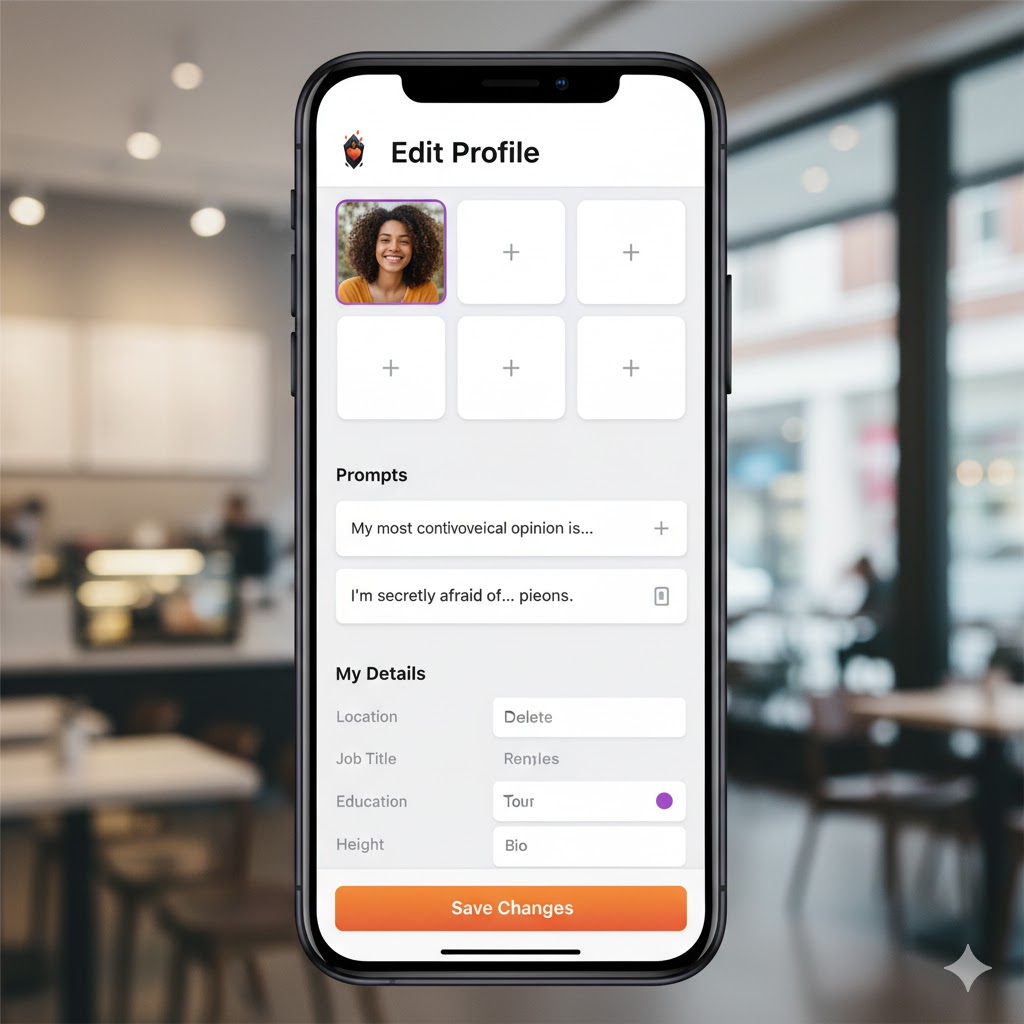 Edit Profile
Prompts
My most contivoveical opinion is...
I'm secretly afraid of... pieons.
My Details
Location
Delete
Job Title
Renṭles
Education
Tour
Height
Bio
Save Changes